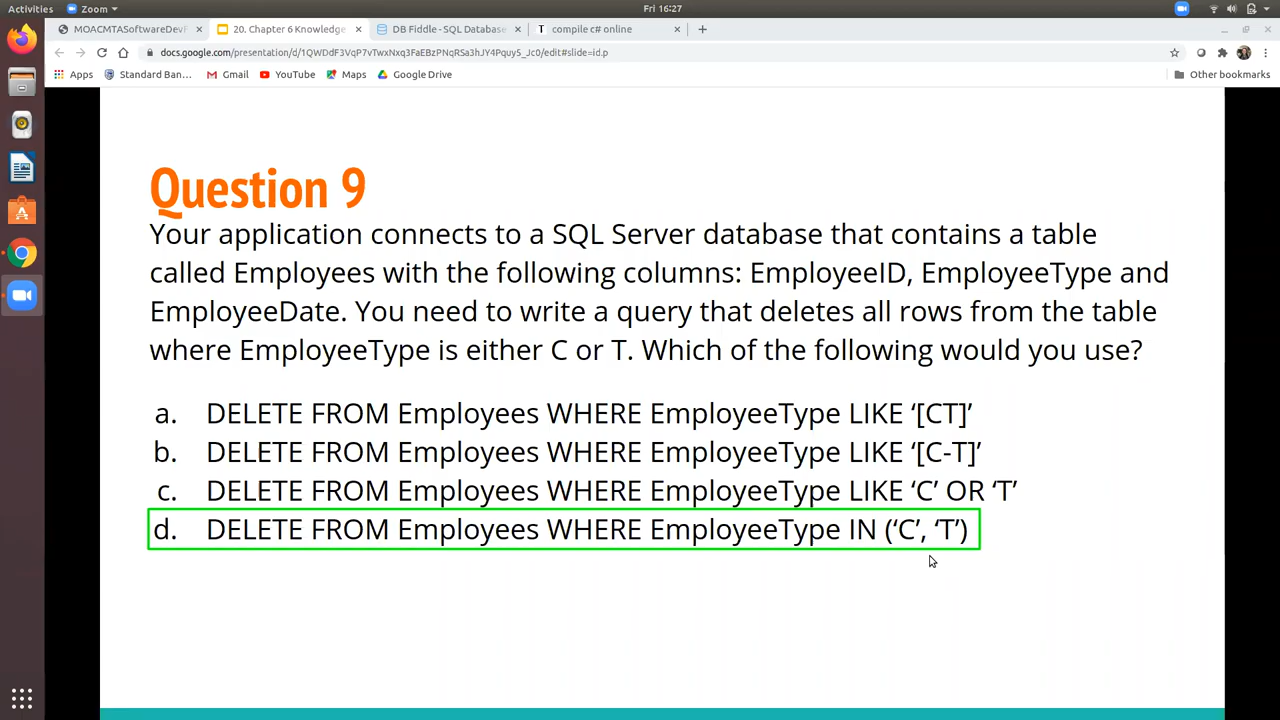 Activities Zoom Fri 16:27
MOACMTASoftwareDevF 20. Chapter 6 Knowledge DB Fiddle - SQL Database compile c# online
docs.google.com/presentation/d/1QWDdF3VqP7vTwxNxq3FaEBzPNqRSa3hJY4Pquy5_Jc0/edit#slide=id.p
Apps Standard Ban... Gmail YouTube Maps Google Drive Other bookmarks
Question 9
Your application connects to a SQL Server database that contains a table
called Employees with the following columns: EmployeeID, EmployeeType and
EmployeeDate. You need to write a query that deletes all rows from the table
where EmployeeType is either C or T. Which of the following would you use?
a. DELETE FROM Employees WHERE EmployeeType LIKE ‘[CT]’
b. DELETE FROM Employees WHERE EmployeeType LIKE ‘[C-T]’
c. DELETE FROM Employees WHERE EmployeeType LIKE ‘C’ OR ‘T’
d. DELETE FROM Employees WHERE EmployeeType IN (‘C’, ‘T’)